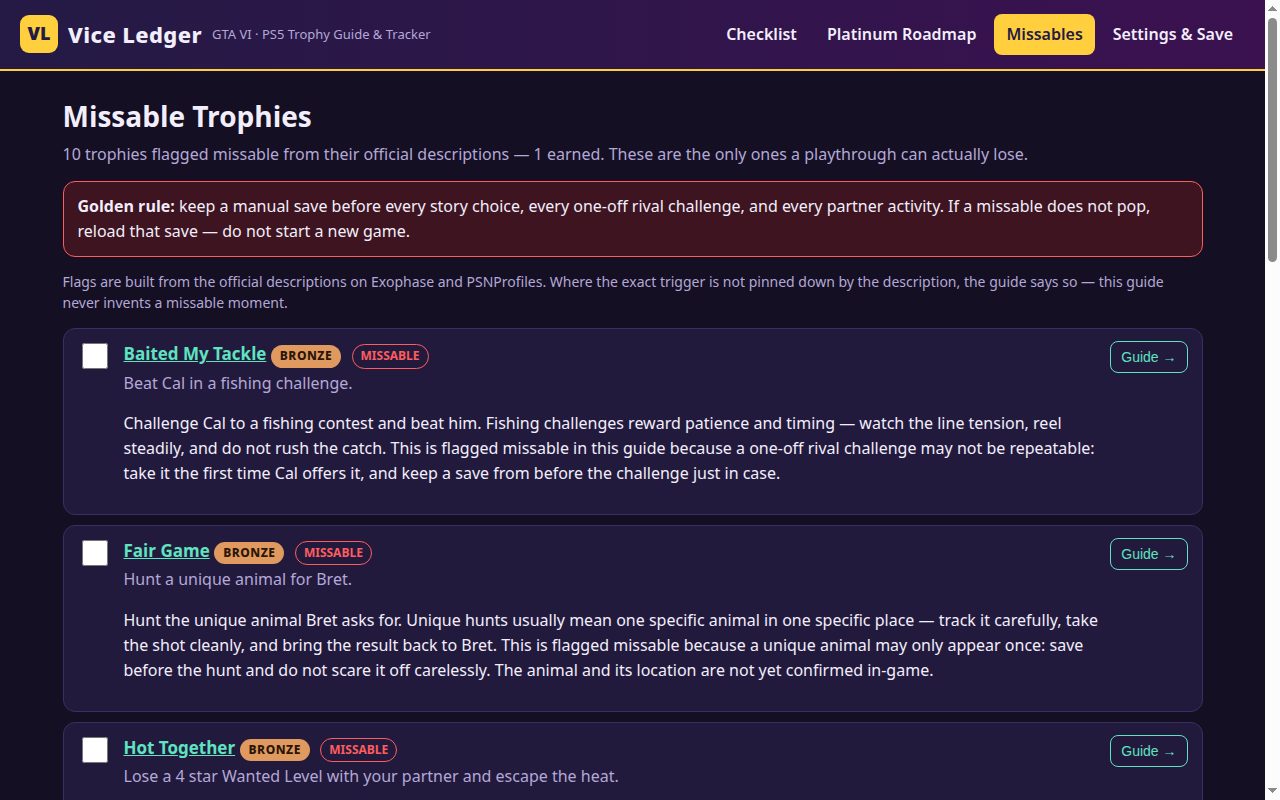 VL Vice Ledger GTA VI · PS5 Trophy Guide & Tracker Checklist Platinum Roadmap Missables Settings & Save
Missable Trophies
10 trophies flagged missable from their official descriptions — 1 earned. These are the only ones a playthrough can actually lose.
Golden rule: keep a manual save before every story choice, every one-off rival challenge, and every partner activity. If a missable does not pop,
reload that save — do not start a new game.
Flags are built from the official descriptions on Exophase and PSNProfiles. Where the exact trigger is not pinned down by the description, the guide says so — this guide
never invents a missable moment.
Baited My Tackle BRONZE MISSABLE Guide →
Beat Cal in a fishing challenge.
Challenge Cal to a fishing contest and beat him. Fishing challenges reward patience and timing — watch the line tension, reel
steadily, and do not rush the catch. This is flagged missable in this guide because a one-off rival challenge may not be repeatable:
take it the first time Cal offers it, and keep a save from before the challenge just in case.
Fair Game BRONZE MISSABLE Guide →
Hunt a unique animal for Bret.
Hunt the unique animal Bret asks for. Unique hunts usually mean one specific animal in one specific place — track it carefully, take
the shot cleanly, and bring the result back to Bret. This is flagged missable because a unique animal may only appear once: save
before the hunt and do not scare it off carelessly. The animal and its location are not yet confirmed in-game.
Hot Together BRONZE MISSABLE Guide →
Lose a 4 star Wanted Level with your partner and escape the heat.